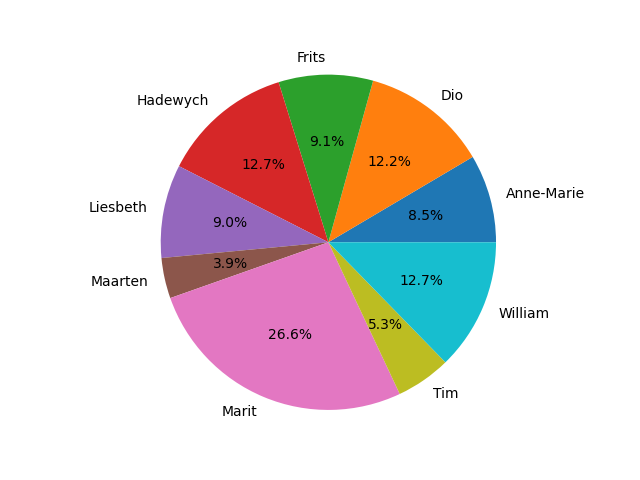 Frits
Dio
Hadewych
9.1%
12.2%
12.7%
Anne-Marie
Liesbeth
8.5%
9.0%
3.9%
Maarten
12.7%
William
5.3%
26.6%
Tim
Marit